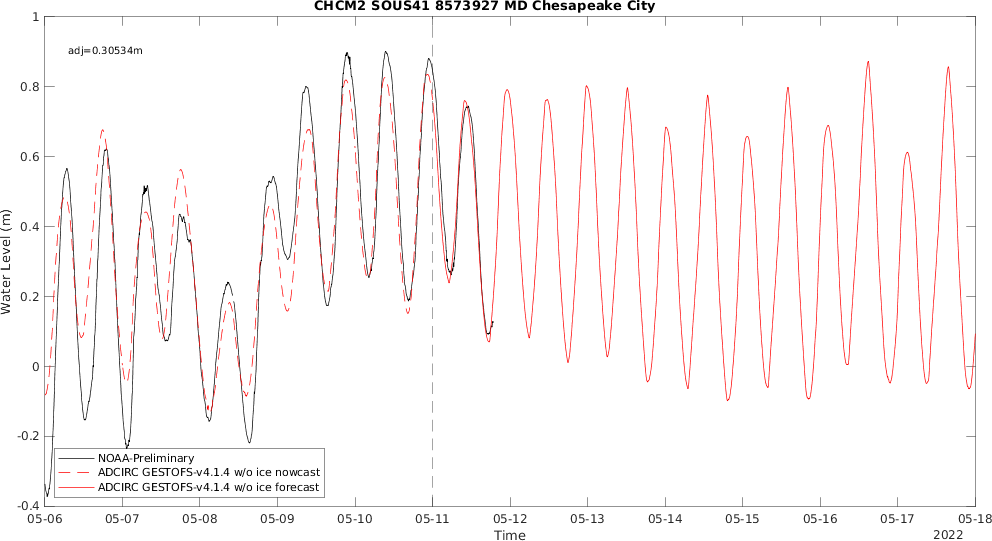 CHCM2 SOUS41 8573927 MD Chesapeake City
adj=0.30534m
Water Level (m)
1
0.8
0.6
0.4
0.2
0
-0.2
-0.4
NOAA-Preliminary
ADCIRC GESTOFS-v4.1.4 w/o ice nowcast
ADCIRC GESTOFS-v4.1.4 w/o ice forecast
05-06 05-07 05-08 05-09 05-10 05-11 05-12 05-13 05-14 05-15 05-16 05-17 05-18
Time
2022